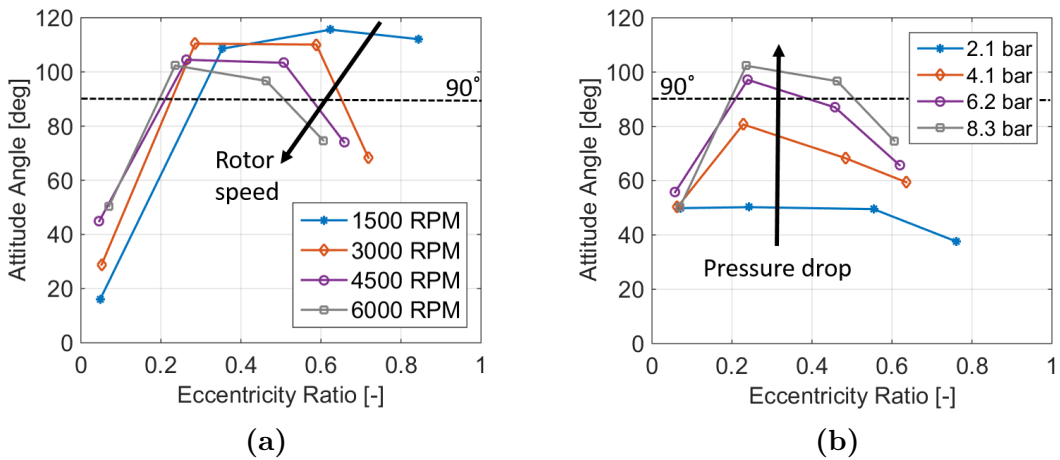 120
100
80
60
40
20
0
Attitude Angle [deg]
90°
Rotor
speed
1500 RPM
3000 RPM
4500 RPM
6000 RPM
0 0.2 0.4 0.6 0.8 1
Eccentricity Ratio [-]
(a)
120
100
80
60
40
20
0
Attitude Angle [deg]
90°
2.1 bar
4.1 bar
6.2 bar
8.3 bar
Pressure drop
0 0.2 0.4 0.6 0.8 1
Eccentricity Ratio [-]
(b)